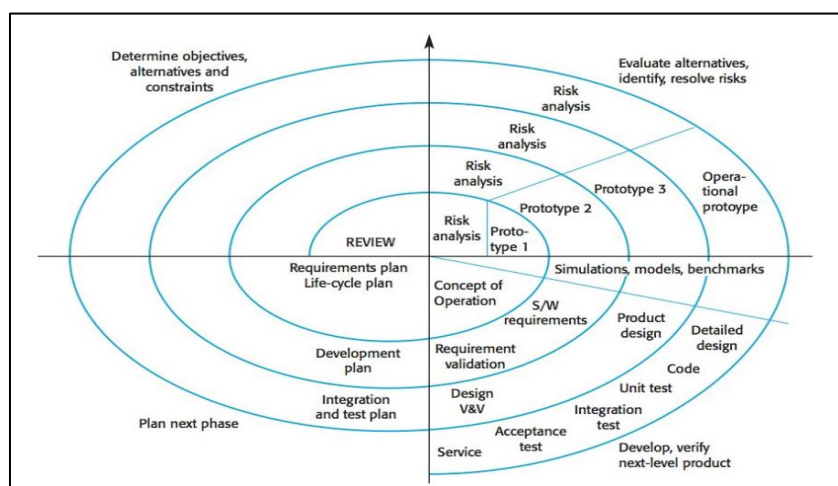 Determine objectives,
alternatives and
constraints
Evaluate alternatives,
identify, resolve risks
Risk
analysis
Risk
analysis
Risk
analysis
Risk
analysis
Proto-
type 1
Prototype 2
Prototype 3
Opera-
tional
protoype
REVIEW
Requirements plan
Life-cycle plan
Concept of
Operation
Simulations, models, benchmarks
S/W
requirements
Product
design
Detailed
design
Development
plan
Requirement
validation
Code
Unit test
Integration
and test plan
Design
V&V
Integration
test
Plan next phase
Acceptance
test
Service
Develop, verify
next-level product